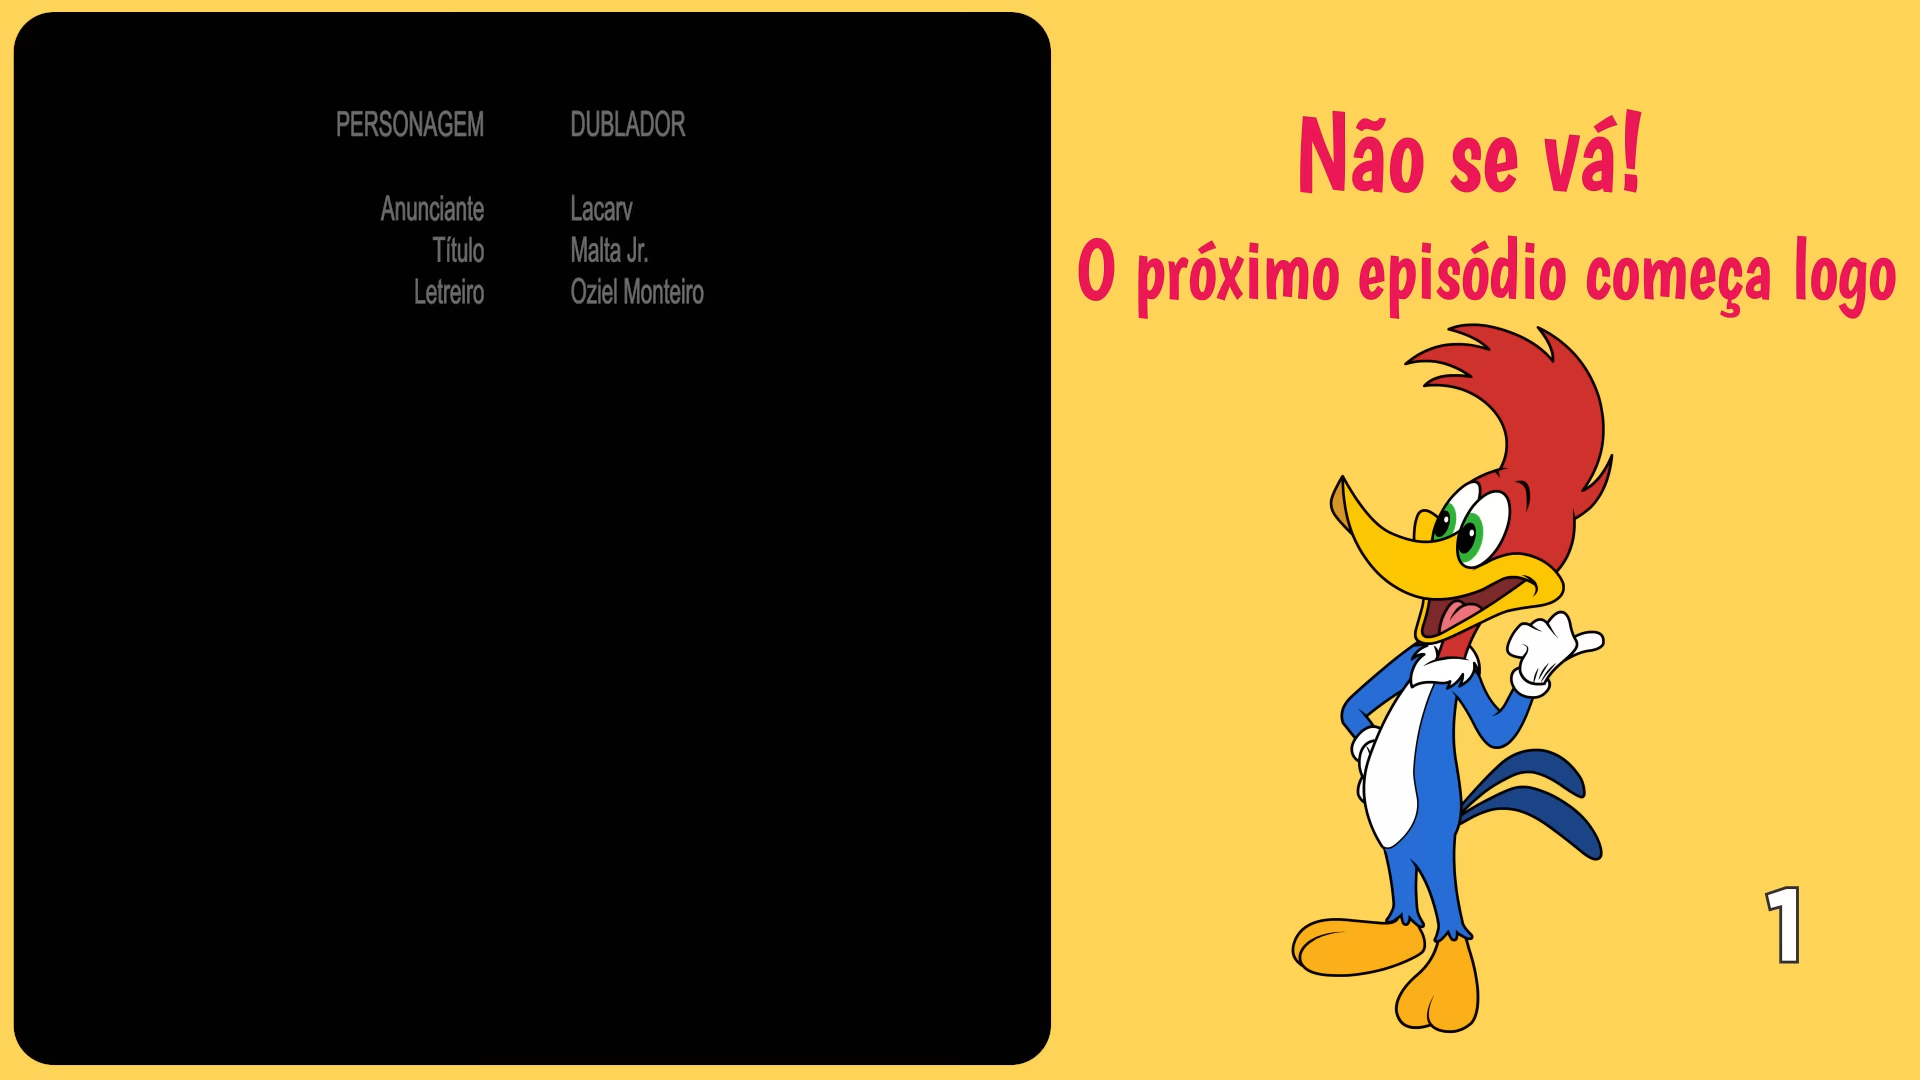 PERSONAGEM DUBLADOR
Anunciante Lacarv
Título Malta Jr.
Letreiro Oziel Monteiro
Não se vá!
O próximo episódio começa logo
1